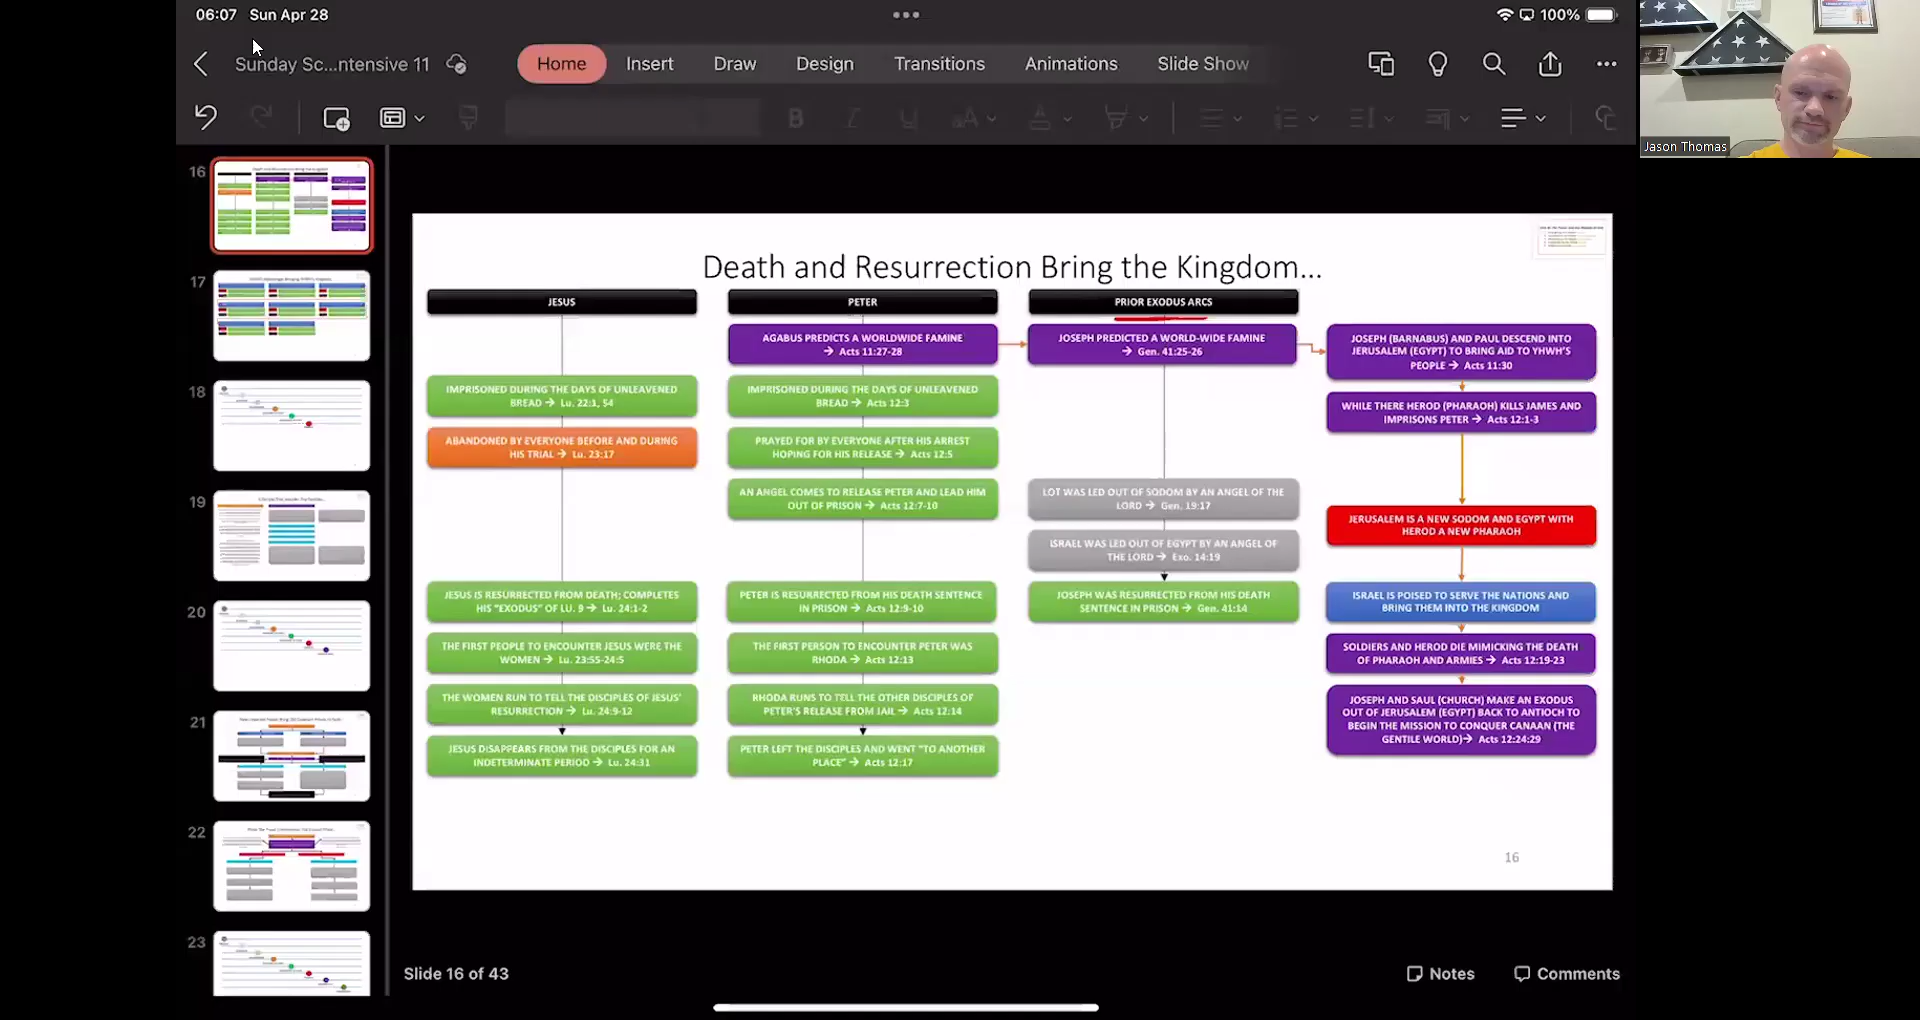 06:07 Sun Apr 28
100%
Sunday Sc...ntensive 11
Home
Insert
Draw
Design
Transitions
Animations
Slide Show
Jason Thomas
16
17
18
19
20
21
22
23
Death and Resurrection Bring the Kingdom...
JESUS
IMPRISONED DURING THE DAYS OF UNLEAVENED
BREAD → Lu. 22:1, 54
ABANDONED BY EVERYONE BEFORE AND DURING
HIS TRIAL → Lu. 23:17
JESUS IS RESURRECTED FROM DEATH; COMPLETES
HIS "EXODUS" OF LU. 9 → Lu. 24:1-2
THE FIRST PEOPLE TO ENCOUNTER JESUS WERE THE
WOMEN → Lu. 23:55-24:5
THE WOMEN RUN TO TELL THE DISCIPLES OF JESUS'
RESURRECTION → Lu. 24:9-12
JESUS DISAPPEARS FROM THE DISCIPLES FOR AN
INDETERMINATE PERIOD → Lu. 24:31
PETER
AGABUS PREDICTS A WORLDWIDE FAMINE
→ Acts 11:27-28
IMPRISONED DURING THE DAYS OF UNLEAVENED
BREAD → Acts 12:3
PRAYED FOR BY EVERYONE AFTER HIS ARREST
HOPING FOR HIS RELEASE → Acts 12:5
AN ANGEL COMES TO RELEASE PETER AND LEAD HIM
OUT OF PRISON → Acts 12:7-10
PETER IS RESURRECTED FROM HIS DEATH SENTENCE
IN PRISON → Acts 12:9-10
THE FIRST PERSON TO ENCOUNTER PETER WAS
RHODA → Acts 12:13
RHODA RUNS TO TELL THE OTHER DISCIPLES OF
PETER'S RELEASE FROM JAIL → Acts 12:14
PETER LEFT THE DISCIPLES AND WENT "TO ANOTHER
PLACE" → Acts 12:17
PRIOR EXODUS ARCS
JOSEPH PREDICTED A WORLD-WIDE FAMINE
→ Gen. 41:25-26
LOT WAS LED OUT OF SODOM BY AN ANGEL OF THE
LORD → Gen. 19:17
ISRAEL WAS LED OUT OF EGYPT BY AN ANGEL OF
THE LORD → Exo. 14:19
JOSEPH WAS RESURRECTED FROM HIS DEATH
SENTENCE IN PRISON → Gen. 41:14
JOSEPH (BARNABUS) AND PAUL DESCEND INTO
JERUSALEM (EGYPT) TO BRING AID TO YHWH'S
PEOPLE → Acts 11:30
WHILE THERE HEROD (PHARAOH) KILLS JAMES AND
IMPRISONS PETER → Acts 12:1-3
JERUSALEM IS A NEW SODOM AND EGYPT WITH
HEROD A NEW PHARAOH
ISRAEL IS POISED TO SERVE THE NATIONS AND
BRING THEM INTO THE KINGDOM
SOLDIERS AND HEROD DIE MIMICKING THE DEATH
OF PHARAOH AND ARMIES → Acts 12:19-23
JOSEPH AND SAUL (CHURCH) MAKE AN EXODUS
OUT OF JERUSALEM (EGYPT) BACK TO ANTIOCH TO
BEGIN THE MISSION TO CONQUER CANAAN (THE
GENTILE WORLD)→ Acts 12:24:29
16
Slide 16 of 43
Notes
Comments